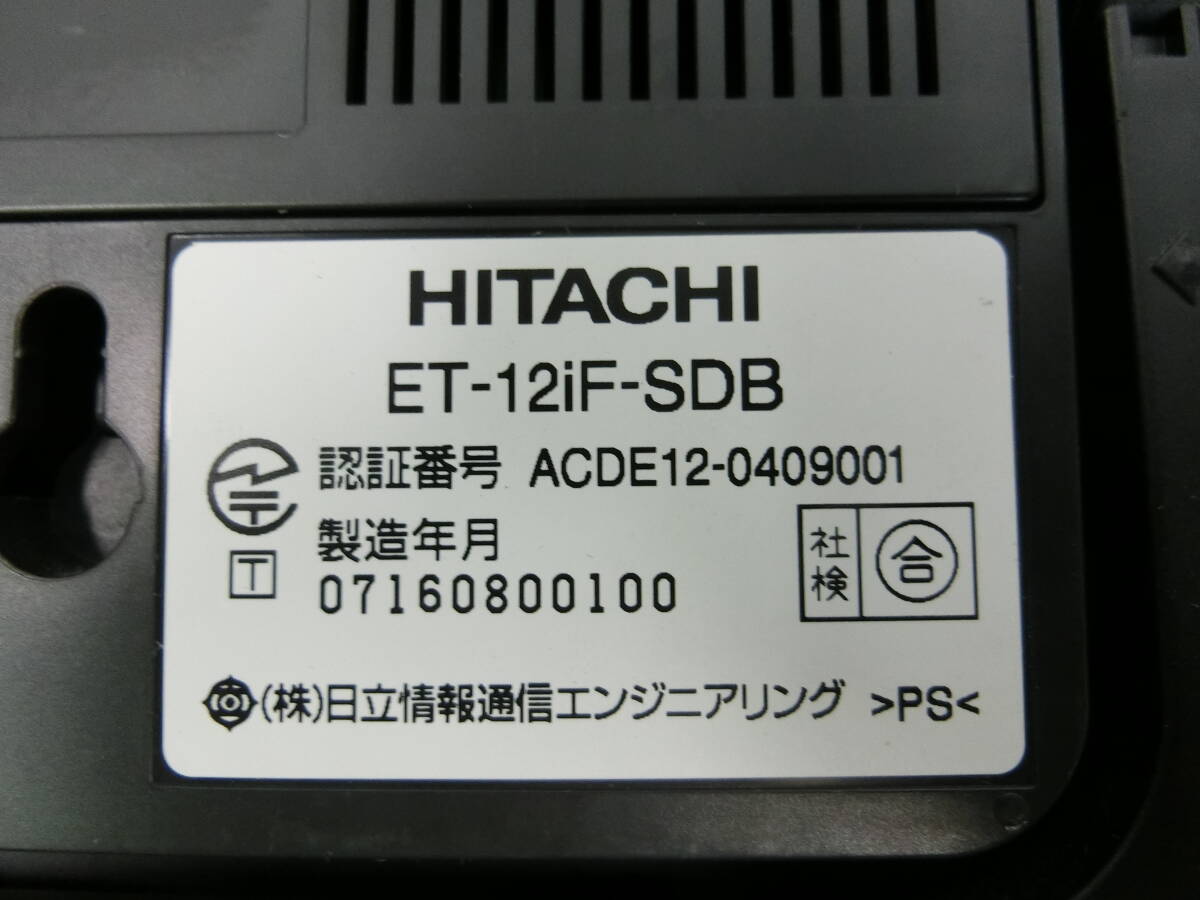 HITACHI
ET-12iF-SDB
認証番号 ACDE12-0409001
製造年月
T
07160800100
社検 合
(株)日立情報通信エンジニアリング >PS<